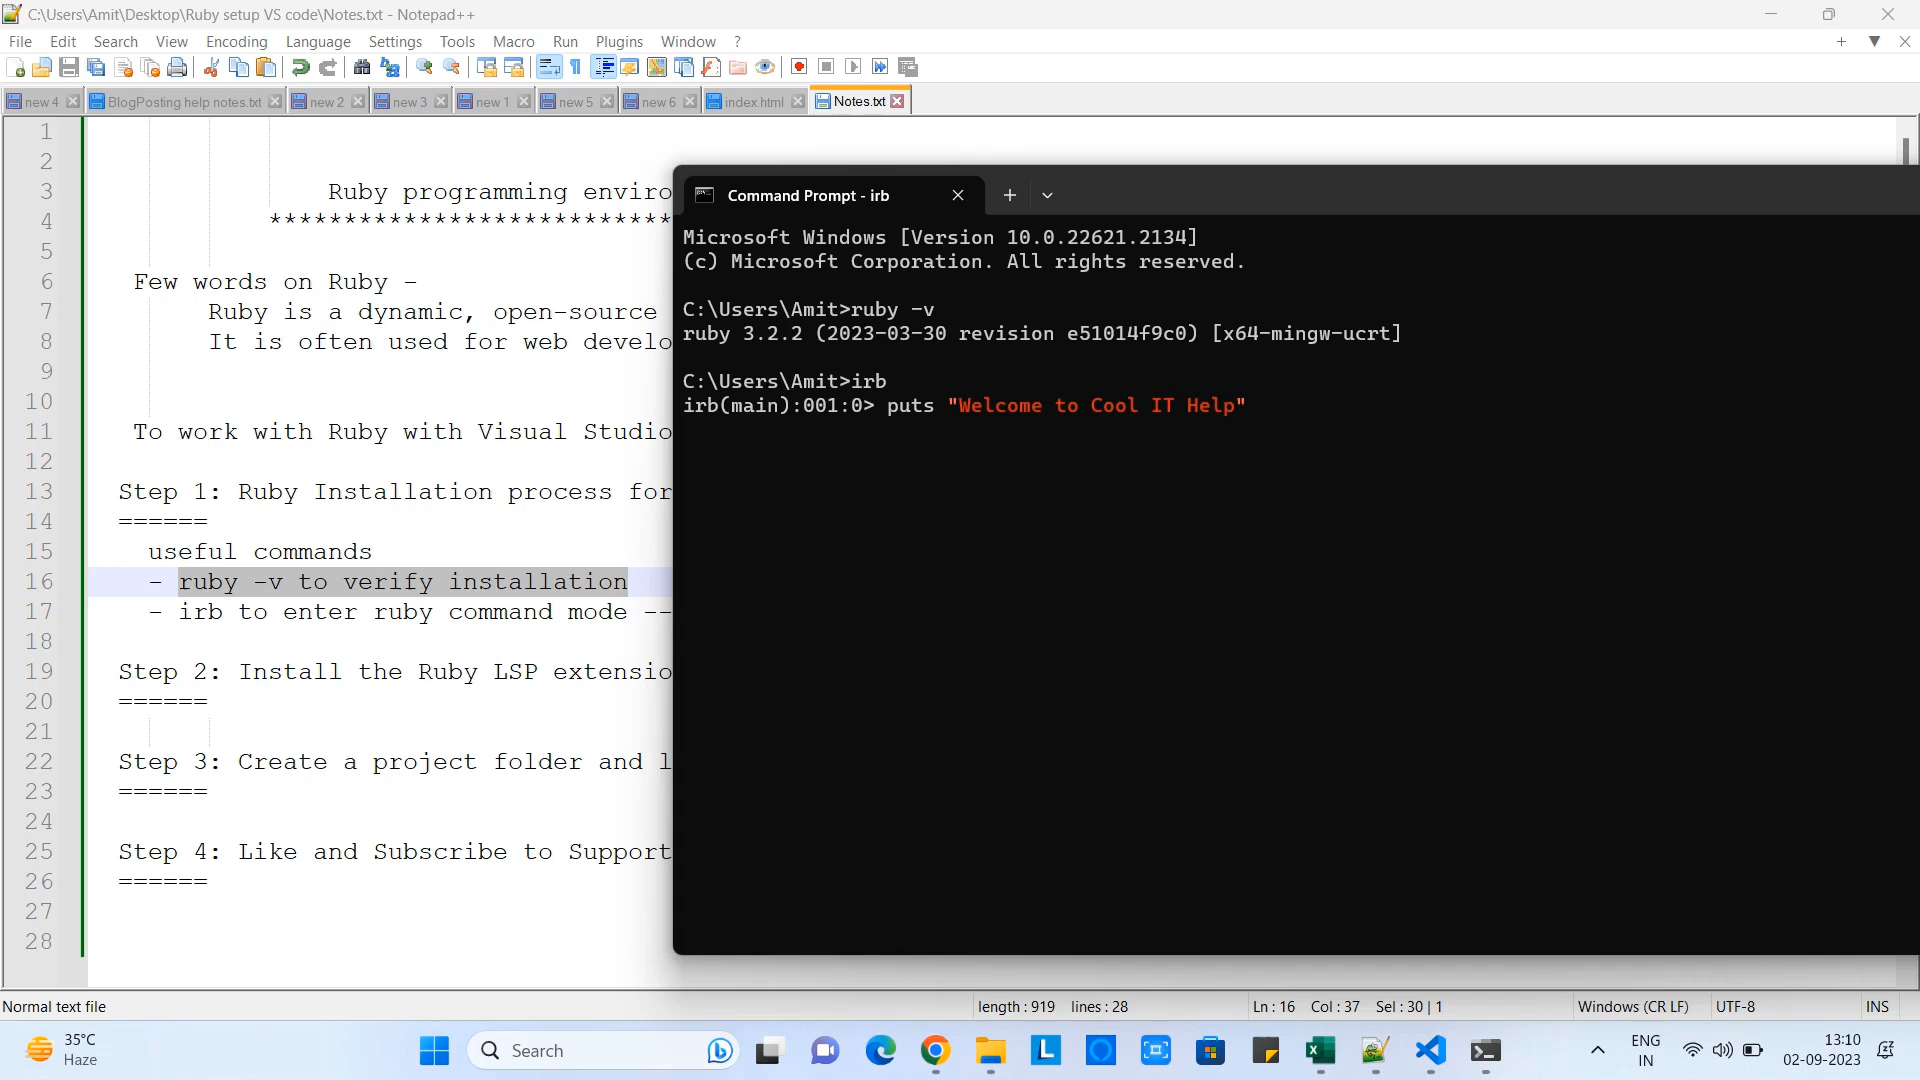 C:\Users\Amit\Desktop\Ruby setup VS code\Notes.txt - Notepad++
File Edit Search View Encoding Language Settings Tools Macro Run Plugins Window ?
new 4 BlogPosting help notes.txt new 2 new 3 new 1 new 5 new 6 index.html Notes.txt
1
2
3 Ruby programming enviro
4 ***************************
5
6 Few words on Ruby -
7 Ruby is a dynamic, open-source
8 It is often used for web develo
9
10
11 To work with Ruby with Visual Studio
12
13 Step 1: Ruby Installation process for
14 ======
15 useful commands
16 - ruby -v to verify installation
17 - irb to enter ruby command mode --
18
19 Step 2: Install the Ruby LSP extensio
20 ======
21
22 Step 3: Create a project folder and l
23 ======
24
25 Step 4: Like and Subscribe to Support
26 ======
27
28
Command Prompt - irb
Microsoft Windows [Version 10.0.22621.2134]
(c) Microsoft Corporation. All rights reserved.
C:\Users\Amit>ruby -v
ruby 3.2.2 (2023-03-30 revision e51014f9c0) [x64-mingw-ucrt]
C:\Users\Amit>irb
irb(main):001:0> puts "Welcome to Cool IT Help"
Normal text file length : 919 lines : 28 Ln : 16 Col : 37 Sel : 30 | 1 Windows (CR LF) UTF-8 INS
35°C
Haze
Search
ENG
IN
13:10
02-09-2023